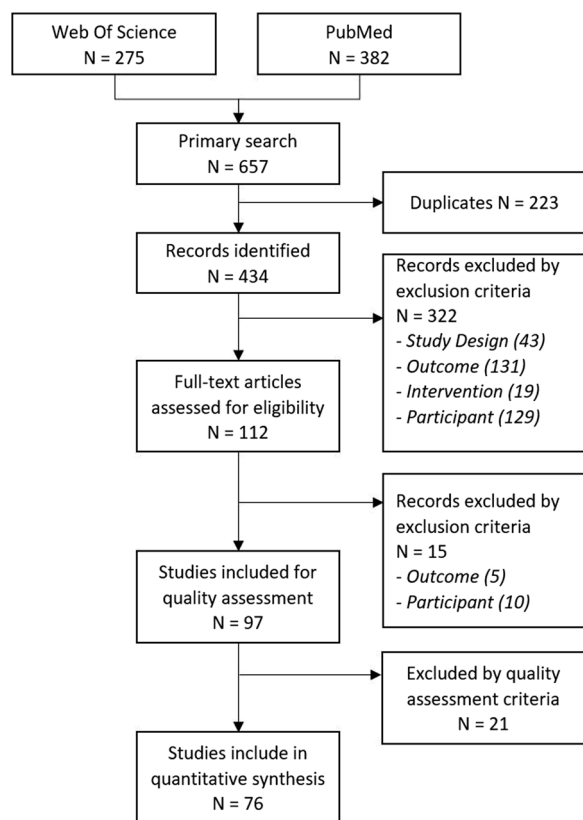 Web Of Science
N = 275
PubMed
N = 382
Primary search
N = 657
Duplicates N = 223
Records identified
N = 434
Records excluded by
exclusion criteria
N = 322
- Study Design (43)
- Outcome (131)
- Intervention (19)
- Participant (129)
Full-text articles
assessed for eligibility
N = 112
Records excluded by
exclusion criteria
N = 15
- Outcome (5)
- Participant (10)
Studies included for
quality assessment
N = 97
Excluded by quality
assessment criteria
N = 21
Studies include in
quantitative synthesis
N = 76